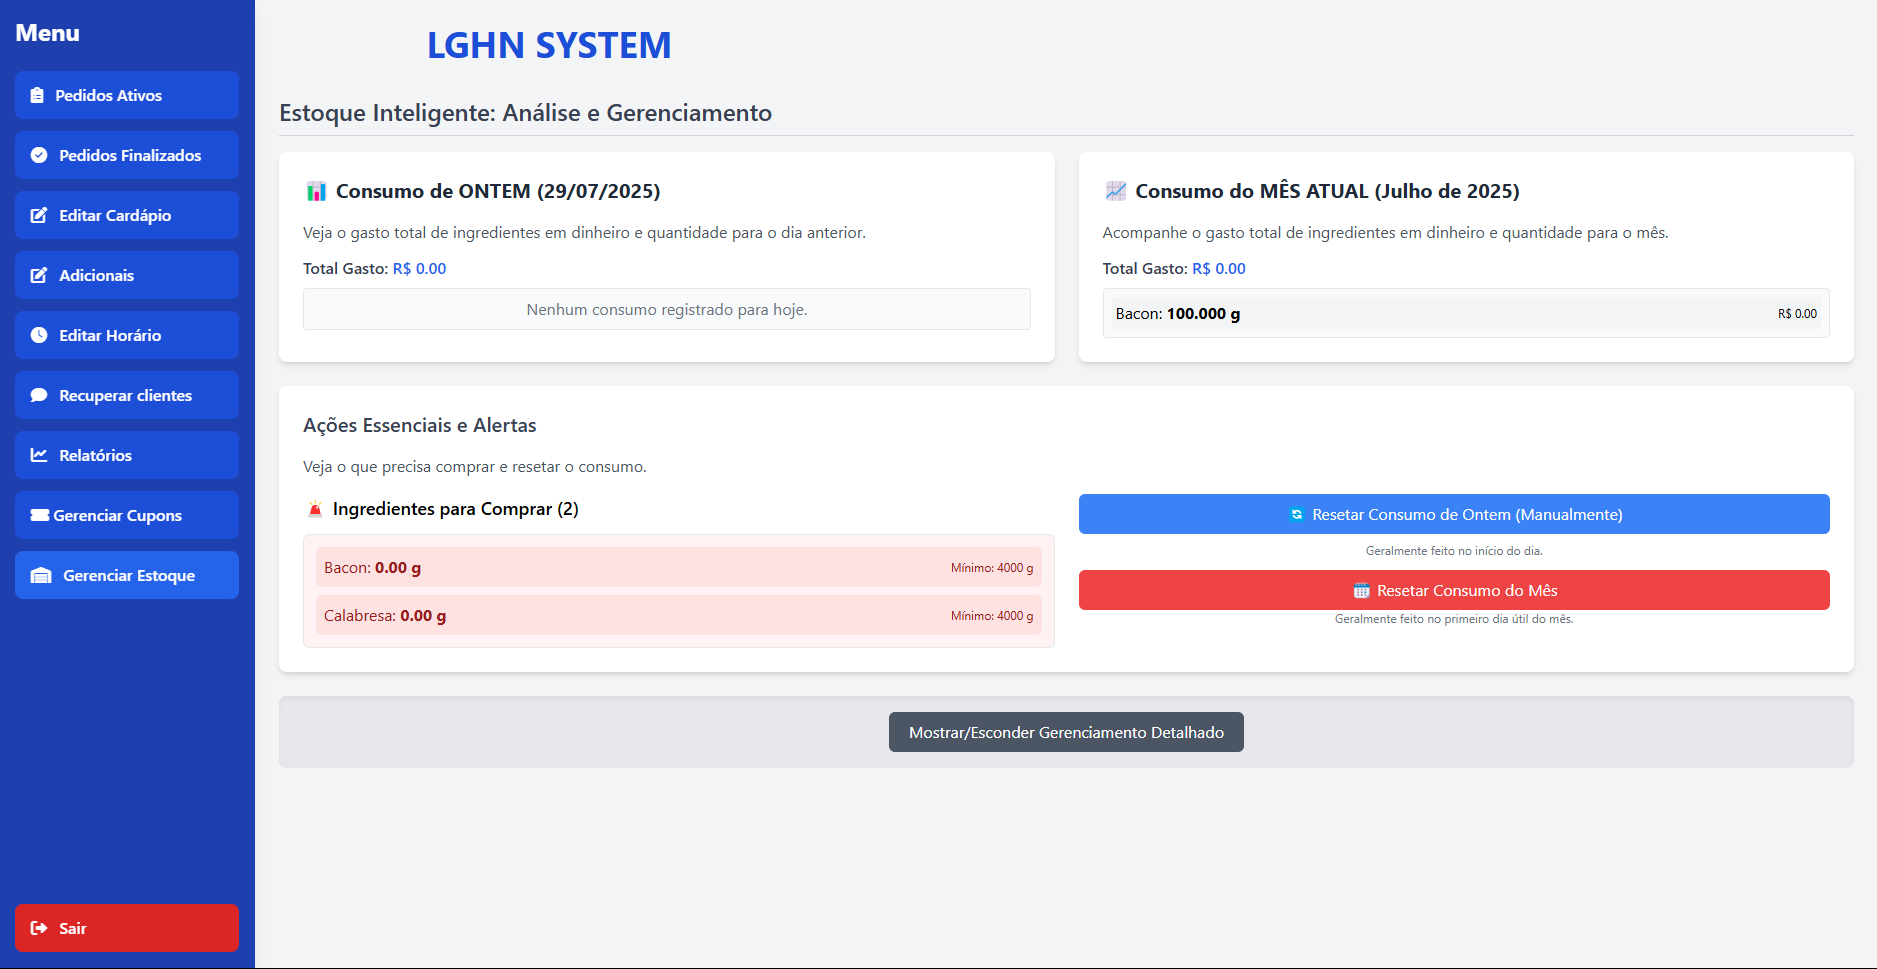 Menu
Pedidos Ativos
Pedidos Finalizados
Editar Cardápio
Adicionais
Editar Horário
Recuperar clientes
Relatórios
Gerenciar Cupons
Gerenciar Estoque
Sair
LGHN SYSTEM
Estoque Inteligente: Análise e Gerenciamento
Consumo de ONTEM (29/07/2025)
Veja o gasto total de ingredientes em dinheiro e quantidade para o dia anterior.
Total Gasto: R$ 0.00
Nenhum consumo registrado para hoje.
Consumo do MÊS ATUAL (Julho de 2025)
Acompanhe o gasto total de ingredientes em dinheiro e quantidade para o mês.
Total Gasto: R$ 0.00
Bacon: 100.000 g R$ 0.00
Ações Essenciais e Alertas
Veja o que precisa comprar e resetar o consumo.
Ingredientes para Comprar (2)
Bacon: 0.00 g Mínimo: 4000 g
Calabresa: 0.00 g Mínimo: 4000 g
Resetar Consumo de Ontem (Manualmente)
Geralmente feito no início do dia.
Resetar Consumo do Mês
Geralmente feito no primeiro dia útil do mês.
Mostrar/Esconder Gerenciamento Detalhado